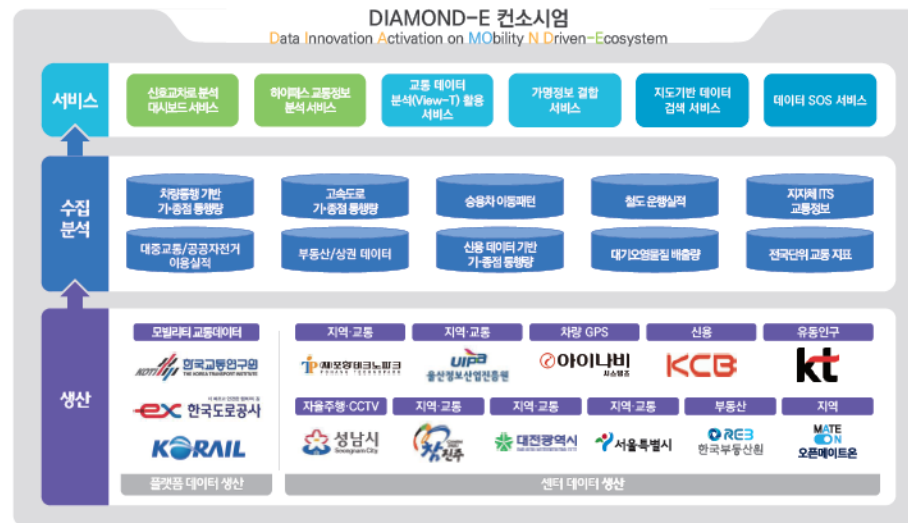 DIAMOND-E 컨소시엄
Data Innovation Activation on MObility N Driven-Ecosystem
서비스
신호교차로 분석
대시보드 서비스
하이패스 교통정보
분석 서비스
교통 데이터
분석(View-T) 활용
서비스
가명정보 결합
서비스
지도기반 데이터
검색 서비스
데이터 SOS 서비스
수집
분석
차량통행 기반
기·종점 통행량
고속도로
기·종점 통행량
승용차 이동패턴
철도 운행실적
지자체 ITS
교통정보
대중교통/공공자전거
이용실적
부동산/상권 데이터
신용 데이터 기반
기·종점 통행량
대기오염물질 배출량
전국단위 교통 지표
생산
모빌리티 교통데이터
KOTI 한국교통연구원
THE KOREA TRANSPORT INSTITUTE
ex 한국도로공사
KORAIL
플랫폼 데이터 생산
지역·교통
지역·교통
차량 GPS
신용
유동인구
(재)포항테크노파크
POHANG TECHNOPARK
UIPA
울산정보산업진흥원
아이나비
시스템즈
KCB
kt
자율주행·CCTV
지역·교통
지역·교통
지역·교통
부동산
지역
성남시
Seongnam City
참진주
대전광역시
서울특별시
REB
한국부동산원
MATE
ON
오픈메이트온
센터 데이터 생산